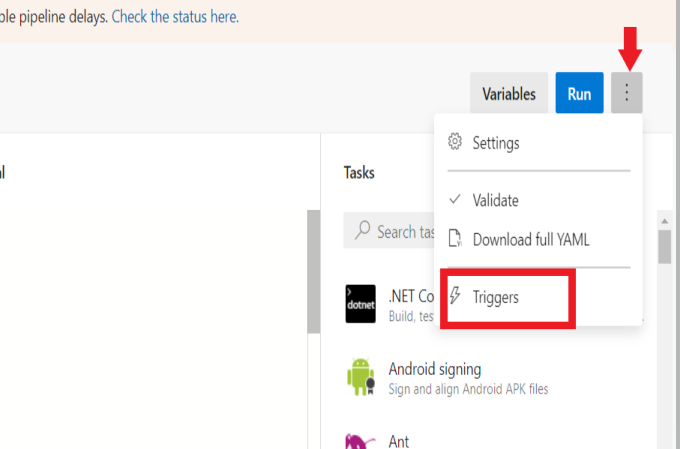 ble pipeline delays. Check the status here.
Variables
Run
Settings
Tasks
Validate
Search tas
Download full YAML
.NET Co
dotnet
Build, tes
Triggers
Android signing
Sign and align Android APK files
Ant